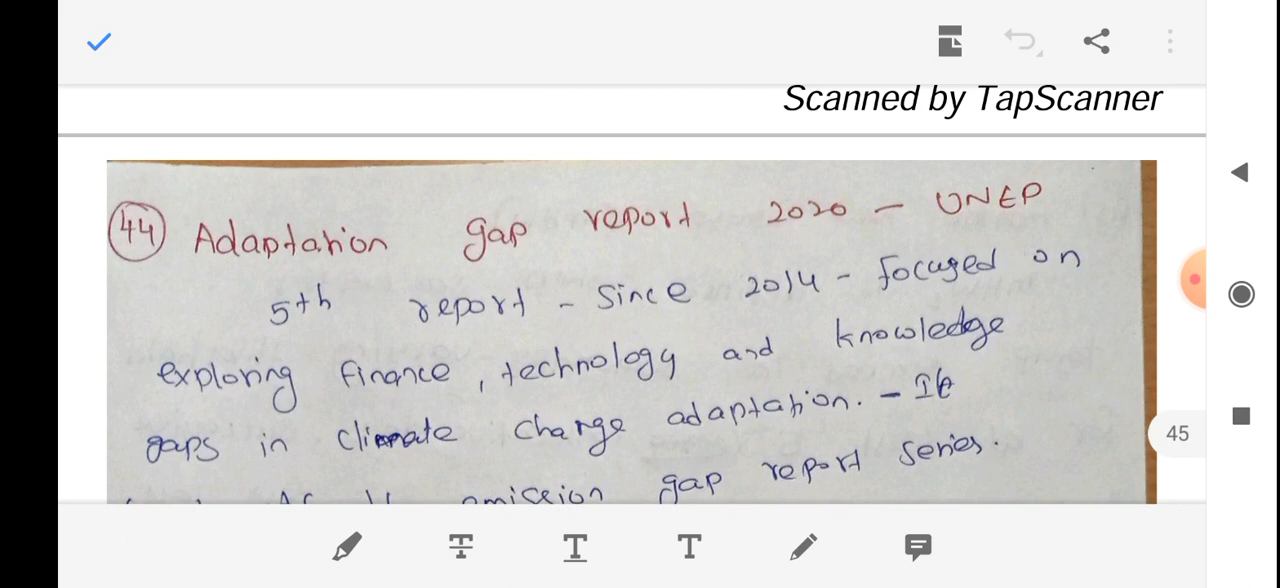 Scanned by TapScanner
44 Adaptation gap report 2020 - UNEP
5th report - Since 2014 - focused on
exploring finance, technology and knowledge
gaps in climate change adaptation. - It
emission gap report series.
45